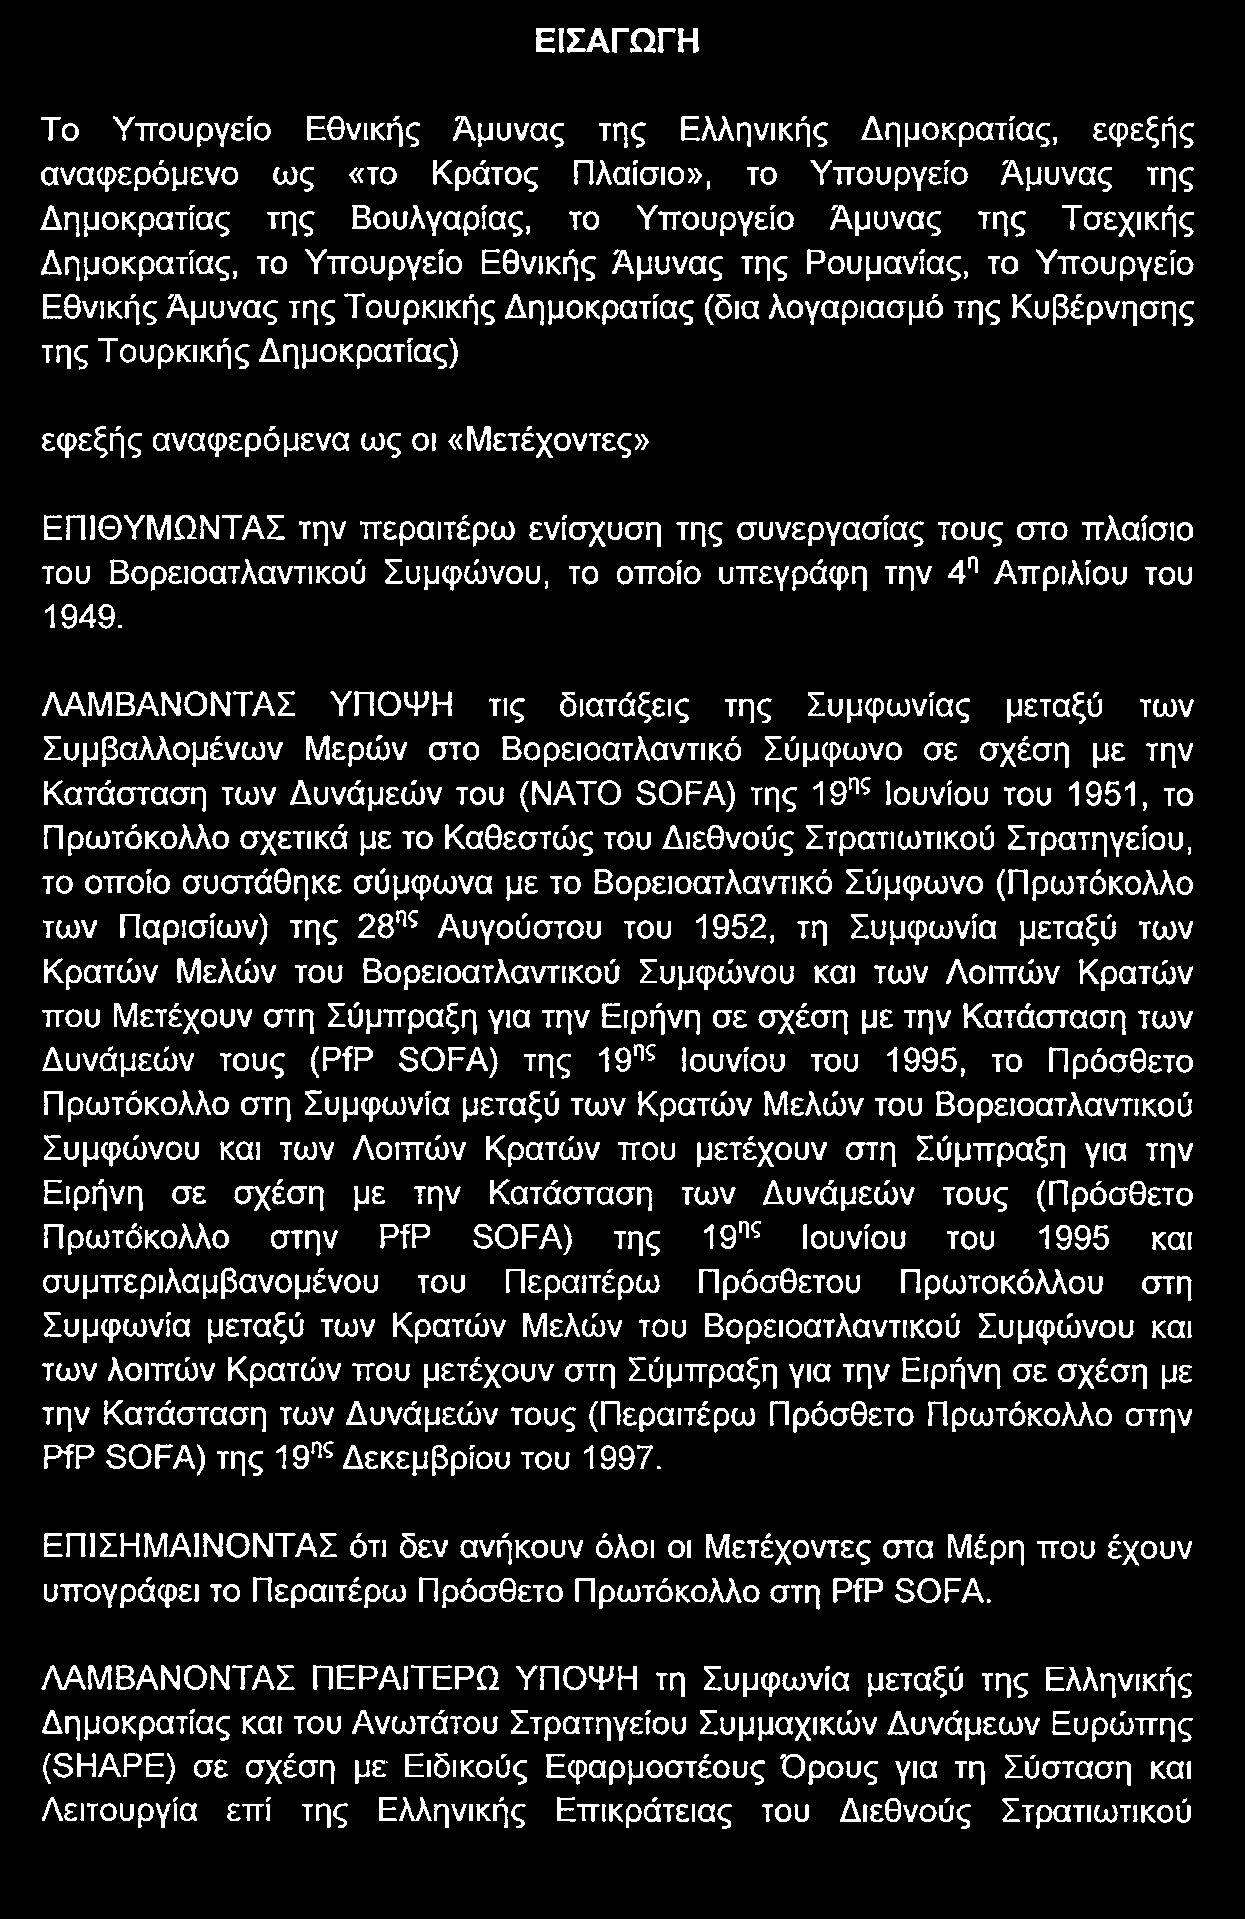 ΕΙΣΑΓΩΓΗ
Το Υπουργείο Εθνικής Άμυνας της Ελληνικής Δημοκρατίας, εφεξής
αναφερόμενο ως «το Κράτος Πλαίσιο», το Υπουργείο Άμυνας της
Δημοκρατίας της Βουλγαρίας, το Υπουργείο Άμυνας της Τσεχικής
Δημοκρατίας, το Υπουργείο Εθνικής Άμυνας της Ρουμανίας, το Υπουργείο
Εθνικής Άμυνας της Τουρκικής Δημοκρατίας (δια λογαριασμό της Κυβέρνησης
της Τουρκικής Δημοκρατίας)
εφεξής αναφερόμενα ως οι «Μετέχοντες»
ΕΠΙΘΥΜΩΝΤΑΣ την περαιτέρω ενίσχυση της συνεργασίας τους στο πλαίσιο
του Βορειοατλαντικού Συμφώνου, το οποίο υπεγράφη την 4η Απριλίου του
1949.
ΛΑΜΒΑΝΟΝΤΑΣ ΥΠΟΨΗ τις διατάξεις της Συμφωνίας μεταξύ των
Συμβαλλομένων Μερών στο Βορειοατλαντικό Σύμφωνο σε σχέση με την
Κατάσταση των Δυνάμεών του (NATO SOFA) της 19ης Ιουνίου του 1951, το
Πρωτόκολλο σχετικά με το Καθεστώς του Διεθνούς Στρατιωτικού Στρατηγείου,
το οποίο συστάθηκε σύμφωνα με το Βορειοατλαντικό Σύμφωνο (Πρωτόκολλο
των Παρισίων) της 28ης Αυγούστου του 1952, τη Συμφωνία μεταξύ των
Κρατών Μελών του Βορειοατλαντικού Συμφώνου και των Λοιπών Κρατών
που Μετέχουν στη Σύμπραξη για την Ειρήνη σε σχέση με την Κατάσταση των
Δυνάμεών τους (PfP SOFA) της 19ης Ιουνίου του 1995, το Πρόσθετο
Πρωτόκολλο στη Συμφωνία μεταξύ των Κρατών Μελών του Βορειοατλαντικού
Συμφώνου και των Λοιπών Κρατών που μετέχουν στη Σύμπραξη για την
Ειρήνη σε σχέση με την Κατάσταση των Δυνάμεών τους (Πρόσθετο
Πρωτόκολλο στην PfP SOFA) της 19ης Ιουνίου του 1995 και
συμπεριλαμβανομένου του Περαιτέρω Πρόσθετου Πρωτοκόλλου στη
Συμφωνία μεταξύ των Κρατών Μελών του Βορειοατλαντικού Συμφώνου και
των λοιπών Κρατών που μετέχουν στη Σύμπραξη για την Ειρήνη σε σχέση με
την Κατάσταση των Δυνάμεών τους (Περαιτέρω Πρόσθετο Πρωτόκολλο στην
PfP SOFA) της 19ης Δεκεμβρίου του 1997.
ΕΠΙΣΗΜΑΙΝΟΝΤΑΣ ότι δεν ανήκουν όλοι οι Μετέχοντες στα Μέρη που έχουν
υπογράφει το Περαιτέρω Πρόσθετο Πρωτόκολλο στη PfP SOFA.
ΛΑΜΒΑΝΟΝΤΑΣ ΠΕΡΑΙΤΕΡΩ ΥΠΟΨΗ τη Συμφωνία μεταξύ της Ελληνικής
Δημοκρατίας και του Ανωτάτου Στρατηγείου Συμμαχικών Δυνάμεων Ευρώπης
(SHAPE) σε σχέση με Ειδικούς Εφαρμοστέους Όρους για τη Σύσταση και
Λειτουργία επί της Ελληνικής Επικράτειας του Διεθνούς Στρατιωτικού